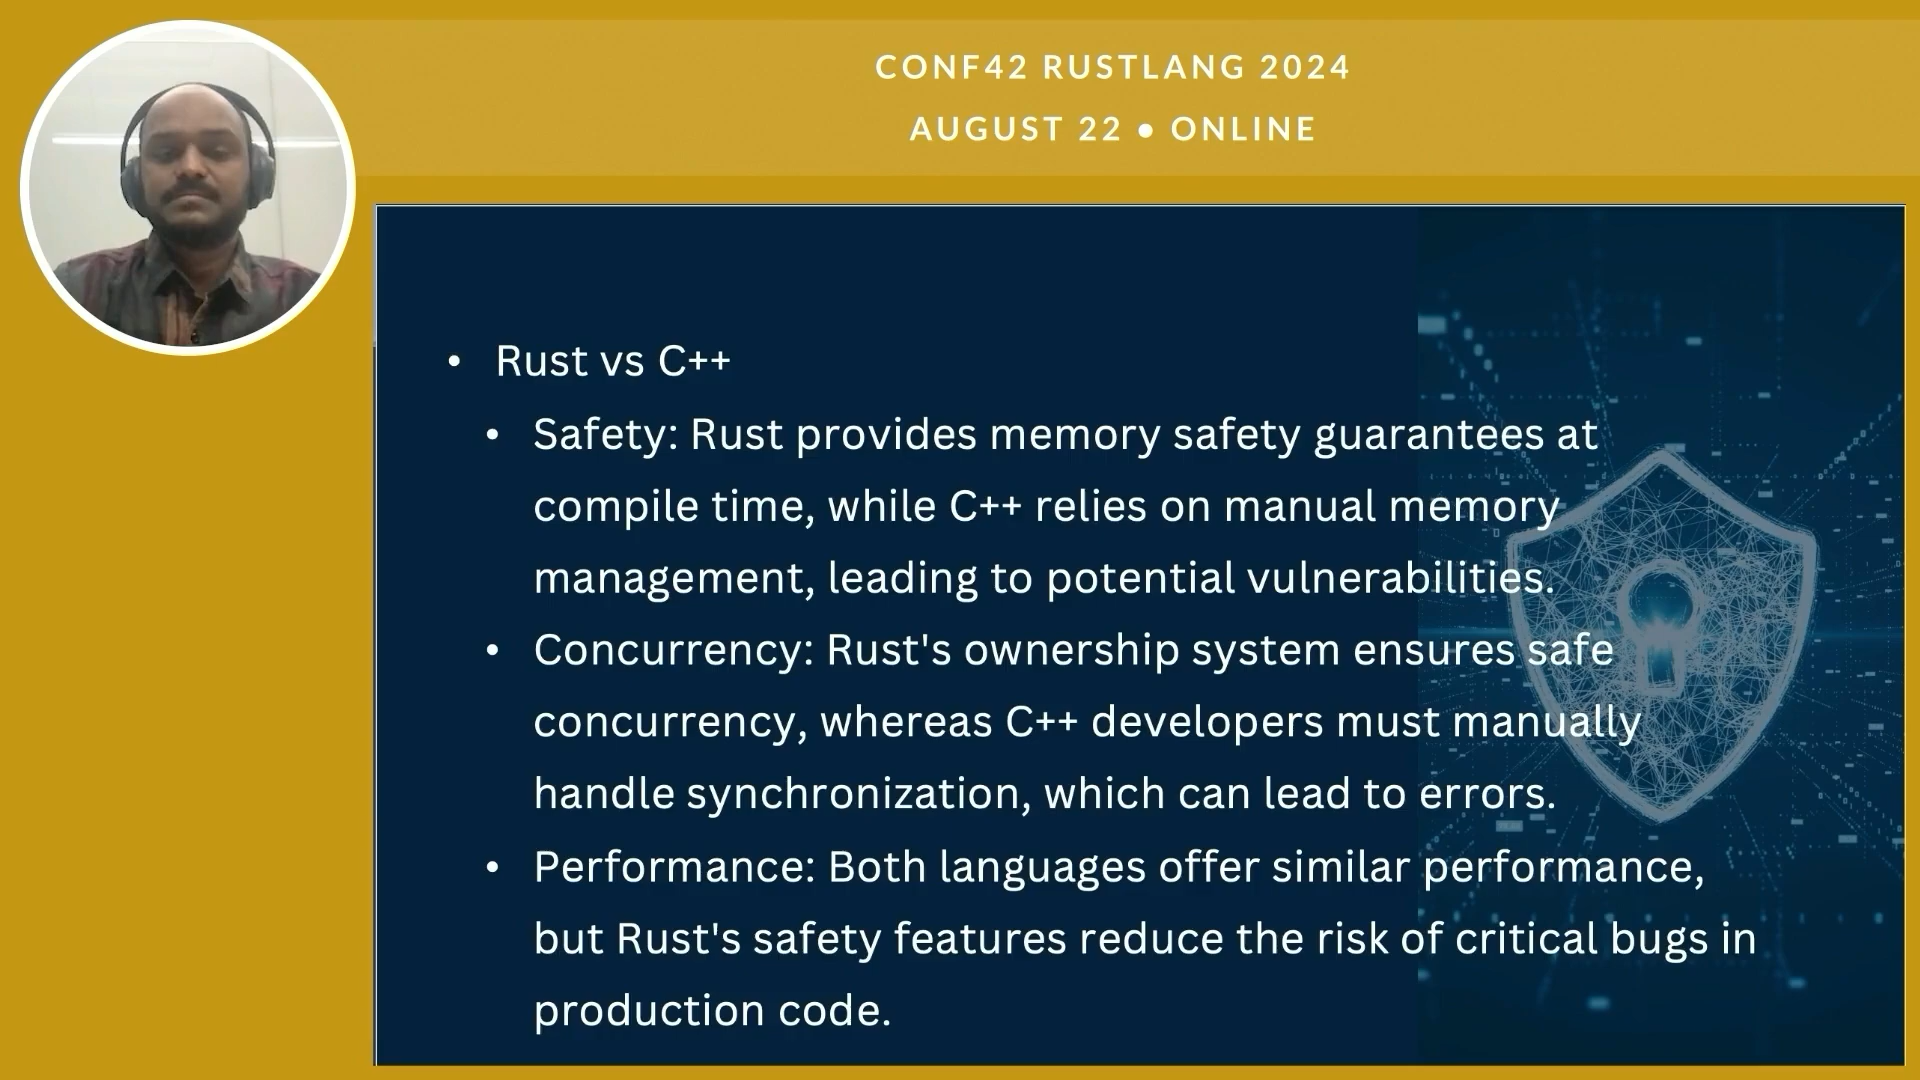 CONF42 RUSTLANG 2024
AUGUST 22 • ONLINE
• Rust vs C++
• Safety: Rust provides memory safety guarantees at
compile time, while C++ relies on manual memory
management, leading to potential vulnerabilities.
• Concurrency: Rust's ownership system ensures safe
concurrency, whereas C++ developers must manually
handle synchronization, which can lead to errors.
• Performance: Both languages offer similar performance,
but Rust's safety features reduce the risk of critical bugs in
production code.